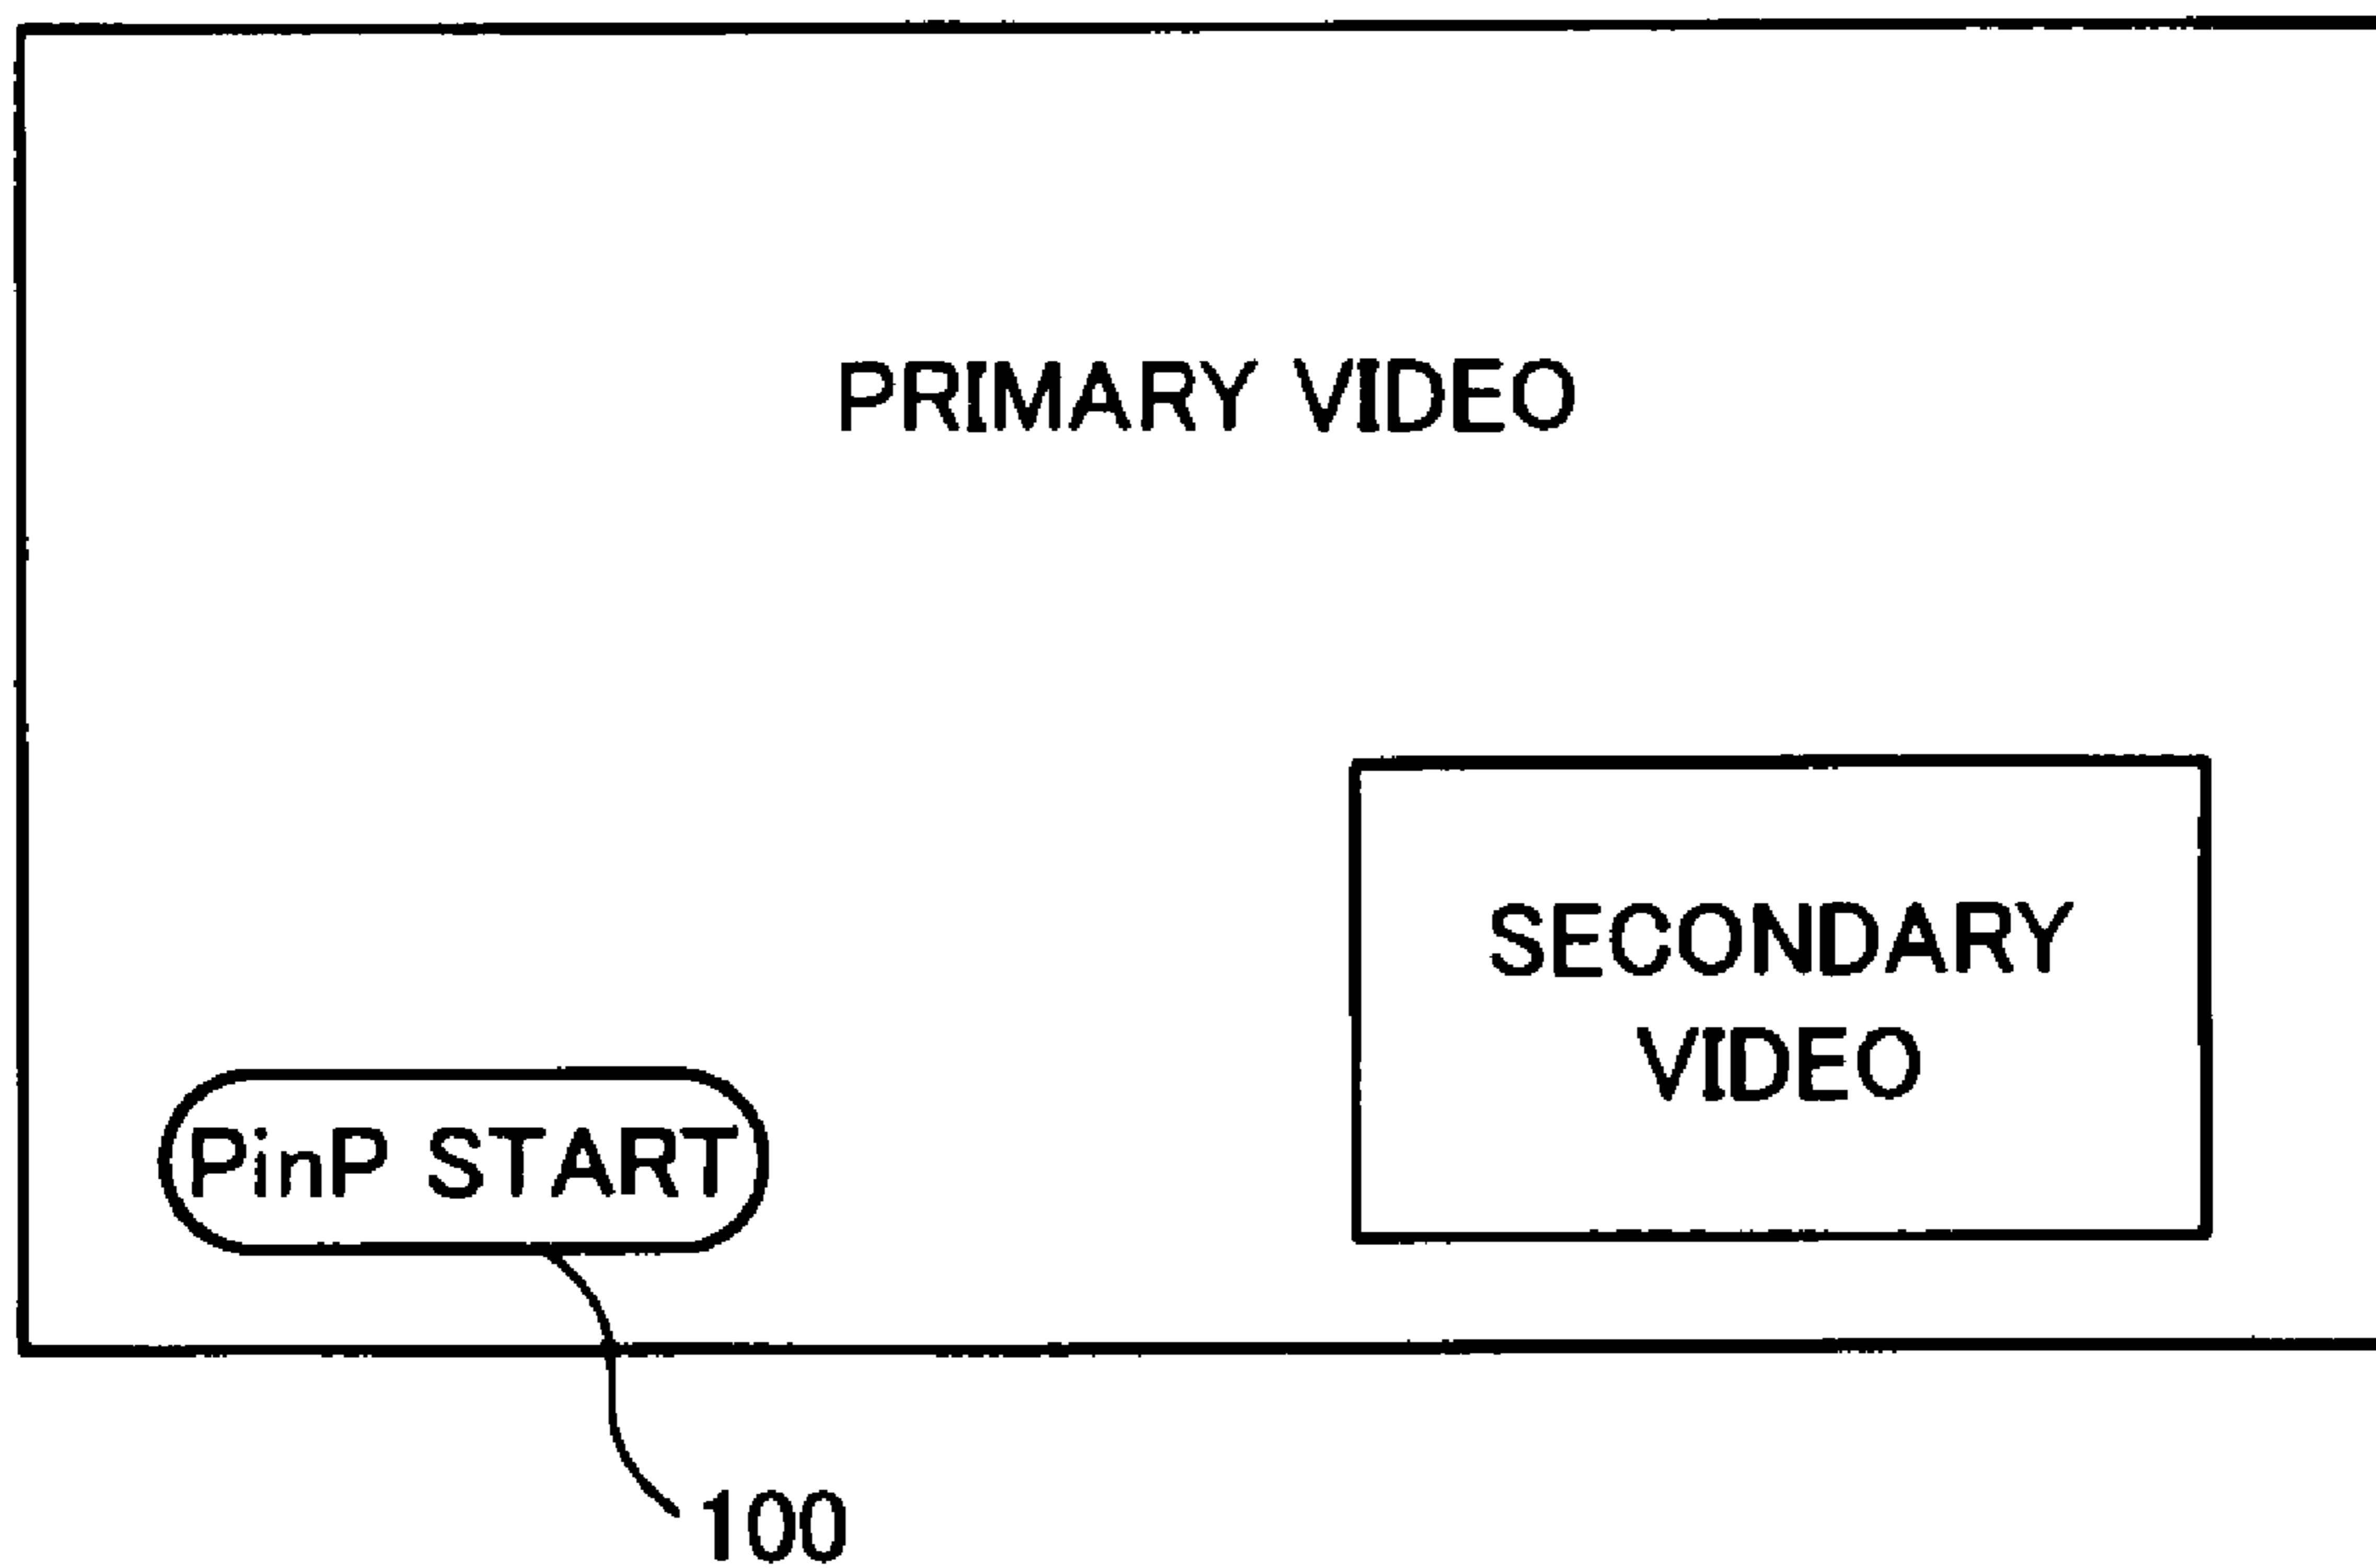 PRIMARY VIDEO
SECONDARY
VIDEO
PinP START
100